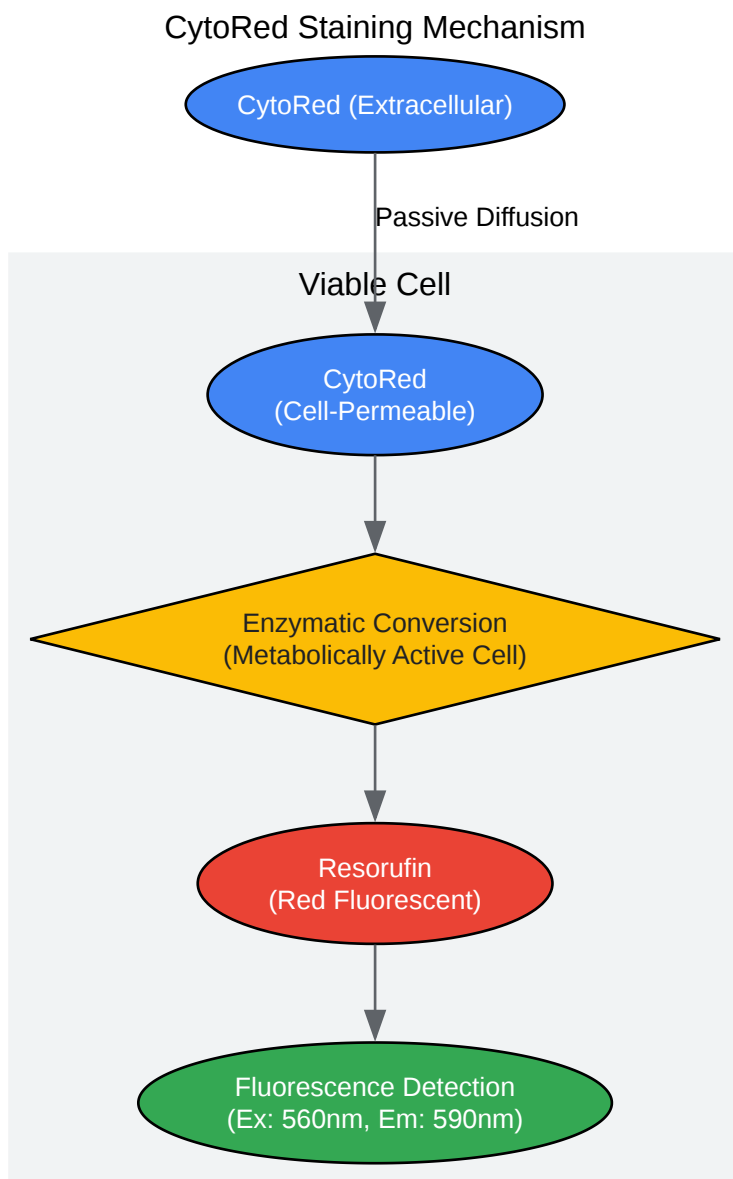 CytoRed Staining Mechanism
CytoRed (Extracellular)
Passive Diffusion
Viable Cell
CytoRed
(Cell-Permeable)
Enzymatic Conversion
(Metabolically Active Cell)
Resorufin
(Red Fluorescent)
Fluorescence Detection
(Ex: 560nm, Em: 590nm)